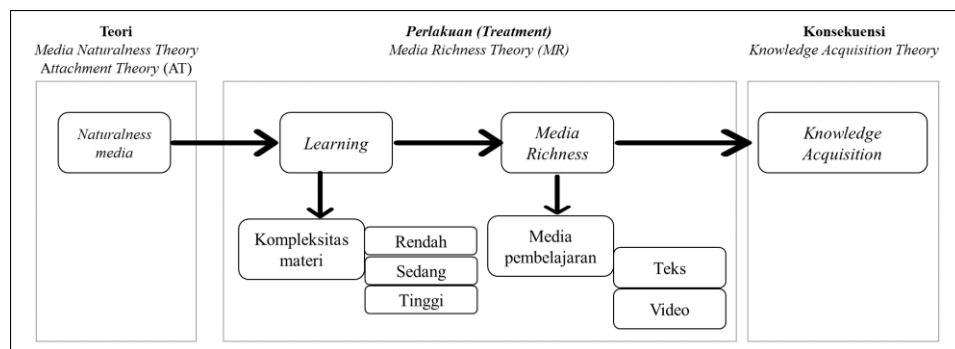 Teori
Media Naturalness Theory
Attachment Theory (AT)
Perlakuan (Treatment)
Media Richness Theory (MR)
Konsekuensi
Knowledge Acquisition Theory
Naturalness
media
Learning
Media
Richness
Knowledge
Acquisition
Kompleksitas
materi
Rendah
Sedang
Tinggi
Media
pembelajaran
Teks
Video